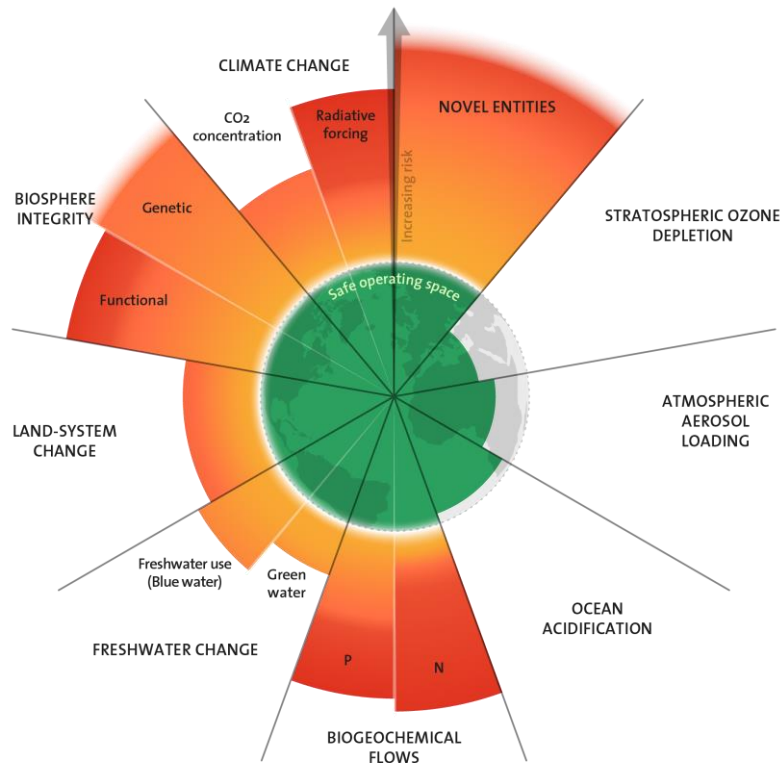 CLIMATE CHANGE
CO2
concentration
Radiative
forcing
NOVEL ENTITIES
Increasing risk
STRATOSPHERIC OZONE
DEPLETION
BIOSPHERE
INTEGRITY
Genetic
Functional
Safe operating space
ATMOSPHERIC
AEROSOL
LOADING
LAND-SYSTEM
CHANGE
Freshwater use
(Blue water)
Green
water
FRESHWATER CHANGE
OCEAN
ACIDIFICATION
P
N
BIOGEOCHEMICAL
FLOWS